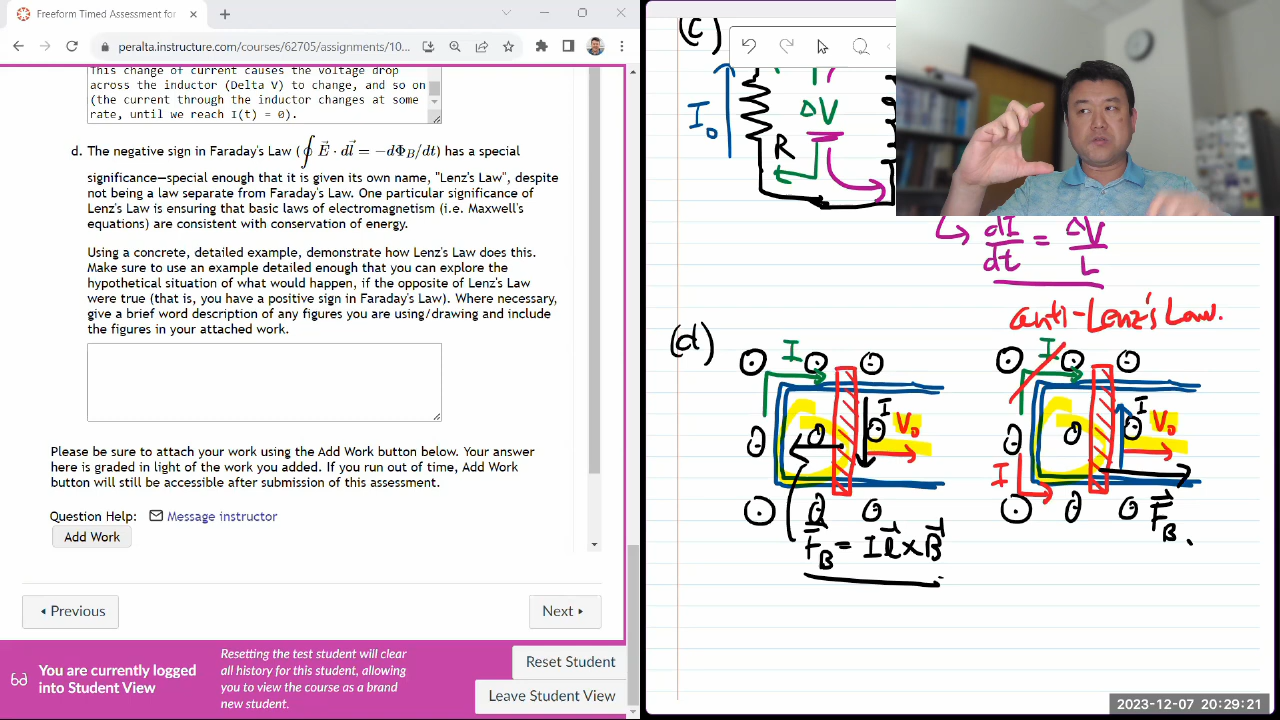 Freeform Timed Assessment for
peralta.instructure.com/courses/62705/assignments/10...
This change of current causes the voltage drop
across the inductor (Delta V) to change, and so on
(the current through the inductor changes at some
rate, until we reach I(t) = 0).
d. The negative sign in Faraday's Law (∮ E⃗ · dl⃗ = −dΦ_B/dt) has a special
significance—special enough that it is given its own name, "Lenz's Law", despite
not being a law separate from Faraday's Law. One particular significance of
Lenz's Law is ensuring that basic laws of electromagnetism (i.e. Maxwell's
equations) are consistent with conservation of energy.
Using a concrete, detailed example, demonstrate how Lenz's Law does this.
Make sure to use an example detailed enough that you can explore the
hypothetical situation of what would happen, if the opposite of Lenz's Law
were true (that is, you have a positive sign in Faraday's Law). Where necessary,
give a brief word description of any figures you are using/drawing and include
the figures in your attached work.
Please be sure to attach your work using the Add Work button below. Your answer
here is graded in light of the work you added. If you run out of time, Add Work
button will still be accessible after submission of this assessment.
Question Help: Message instructor
Add Work
Previous
Next
You are currently logged
into Student View
Resetting the test student will clear
all history for this student, allowing
you to view the course as a brand
new student.
Reset Student
Leave Student View
(c)
I₀
ΔV
R
dI/dt = ΔV/L
anti-Lenz's Law.
(d)
I
I
V₀
F⃗_B = I l⃗ × B⃗
I
I
V₀
I
F⃗_B
2023-12-07 20:29:21